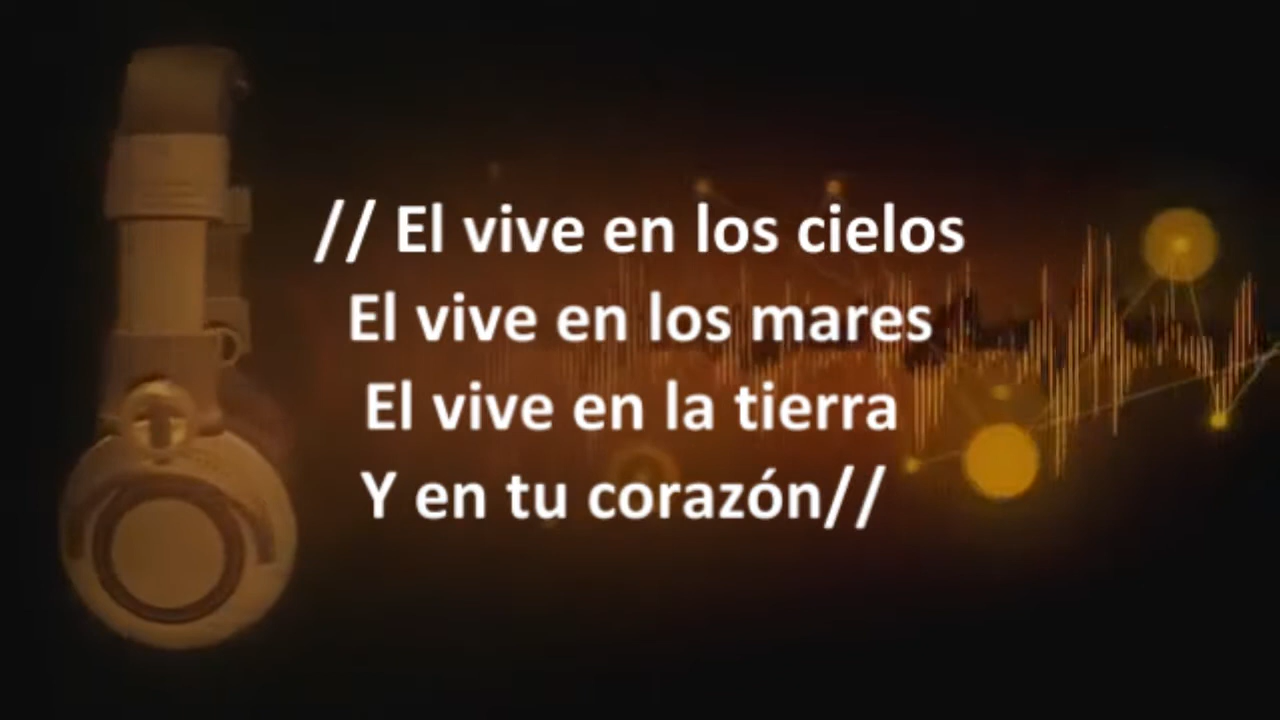 // El vive en los cielos
El vive en los mares
El vive en la tierra
Y en tu corazón//